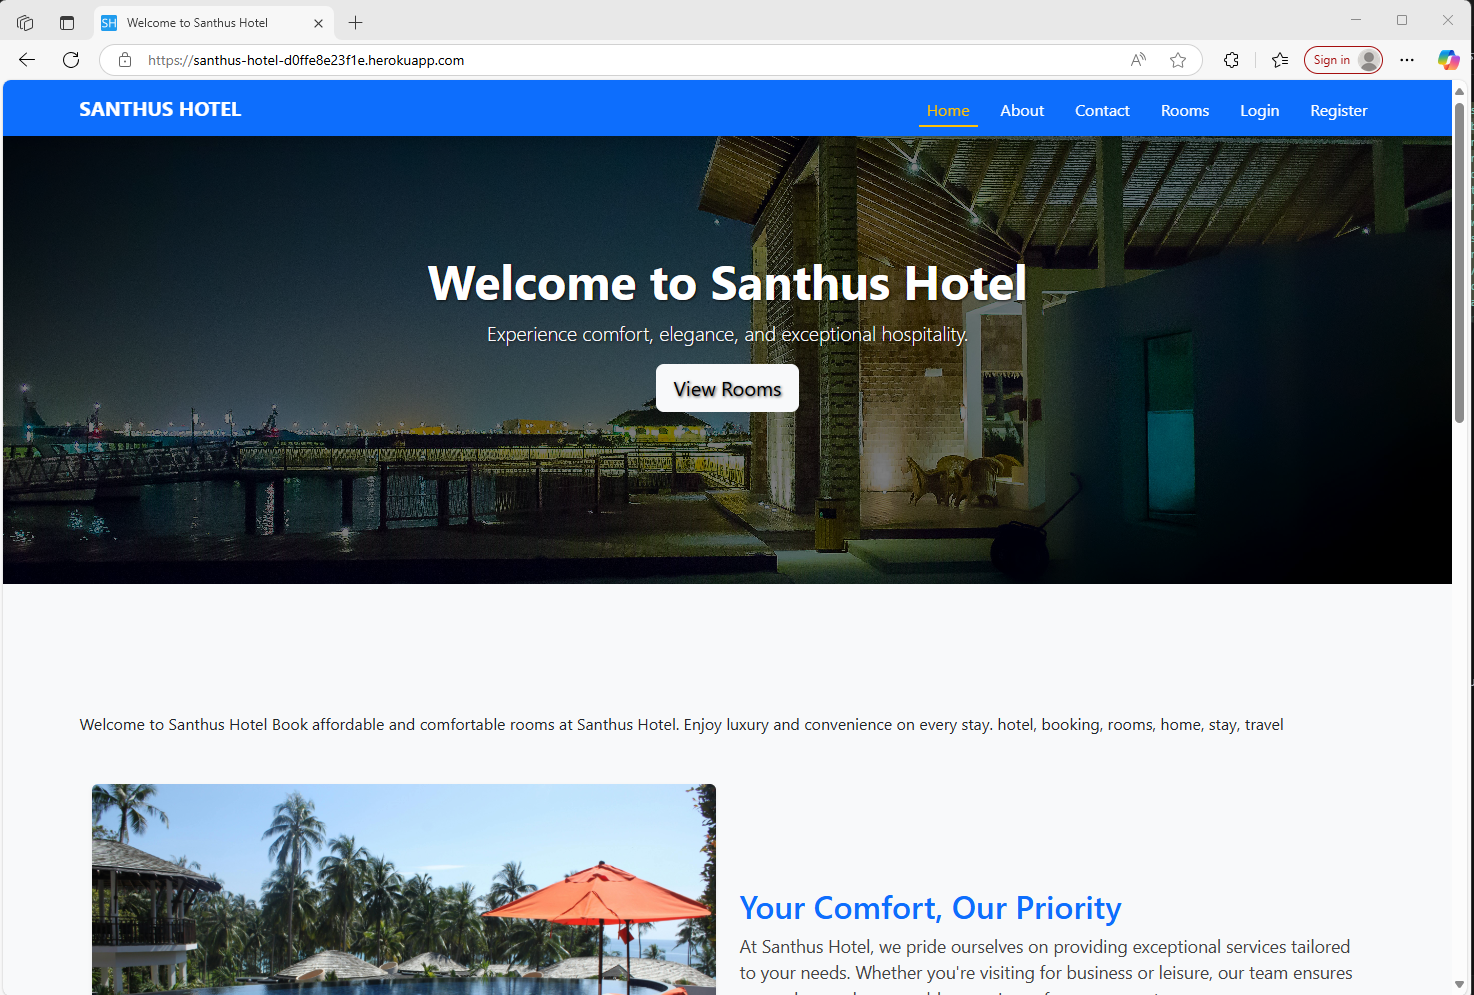 SH Welcome to Santhus Hotel
https://santhus-hotel-d0ffe8e23f1e.herokuapp.com
Sign in
SANTHUS HOTEL
Home About Contact Rooms Login Register
Welcome to Santhus Hotel
Experience comfort, elegance, and exceptional hospitality.
View Rooms
Welcome to Santhus Hotel Book affordable and comfortable rooms at Santhus Hotel. Enjoy luxury and convenience on every stay. hotel, booking, rooms, home, stay, travel
Your Comfort, Our Priority
At Santhus Hotel, we pride ourselves on providing exceptional services tailored
to your needs. Whether you're visiting for business or leisure, our team ensures